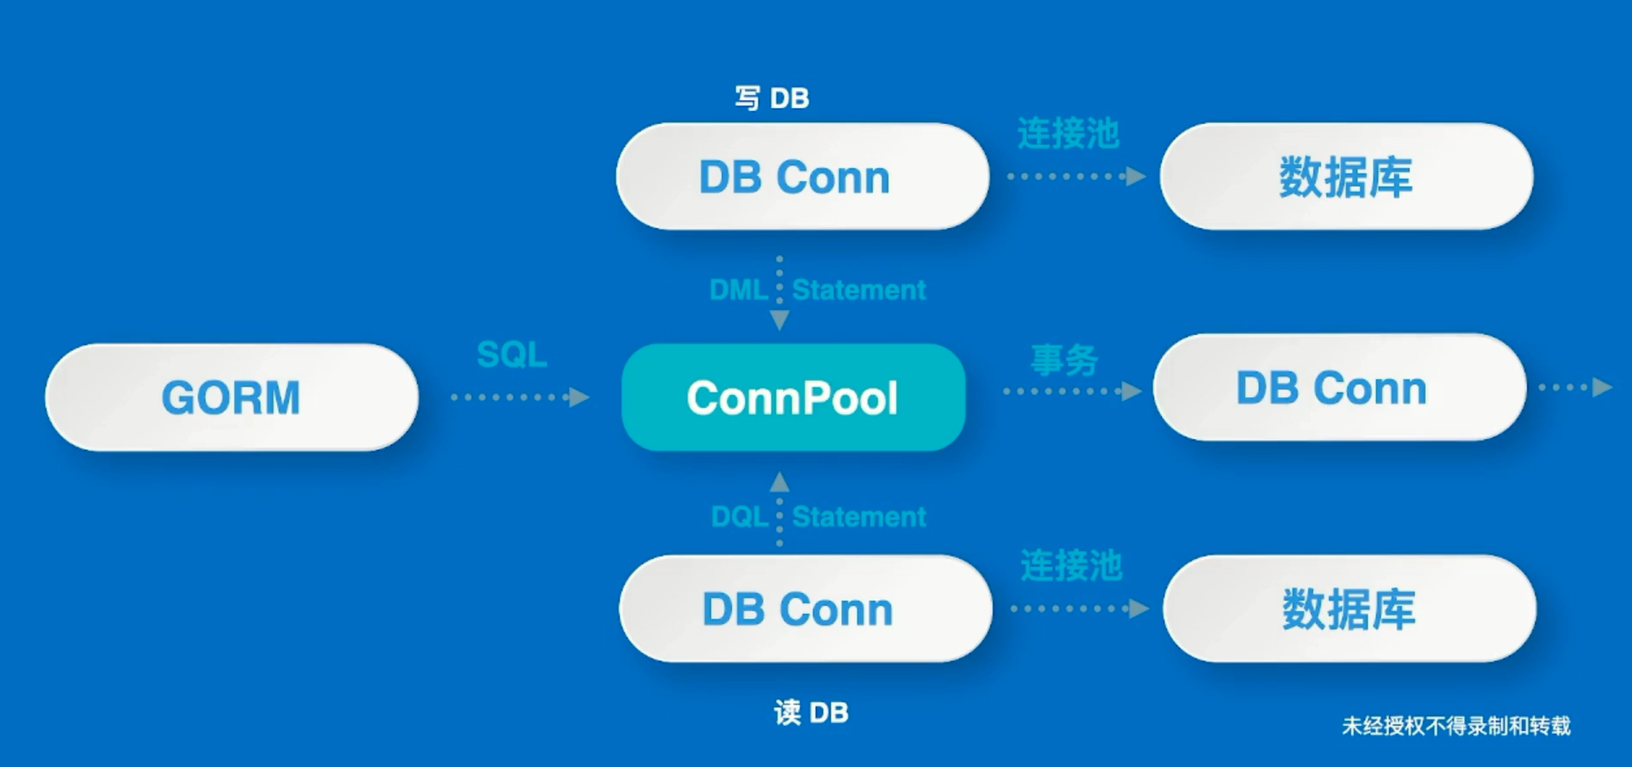 写 DB
DB Conn
连接池
数据库
DML Statement
GORM
SQL
ConnPool
事务
DB Conn
DQL Statement
DB Conn
连接池
数据库
读 DB
未经授权不得录制和转载